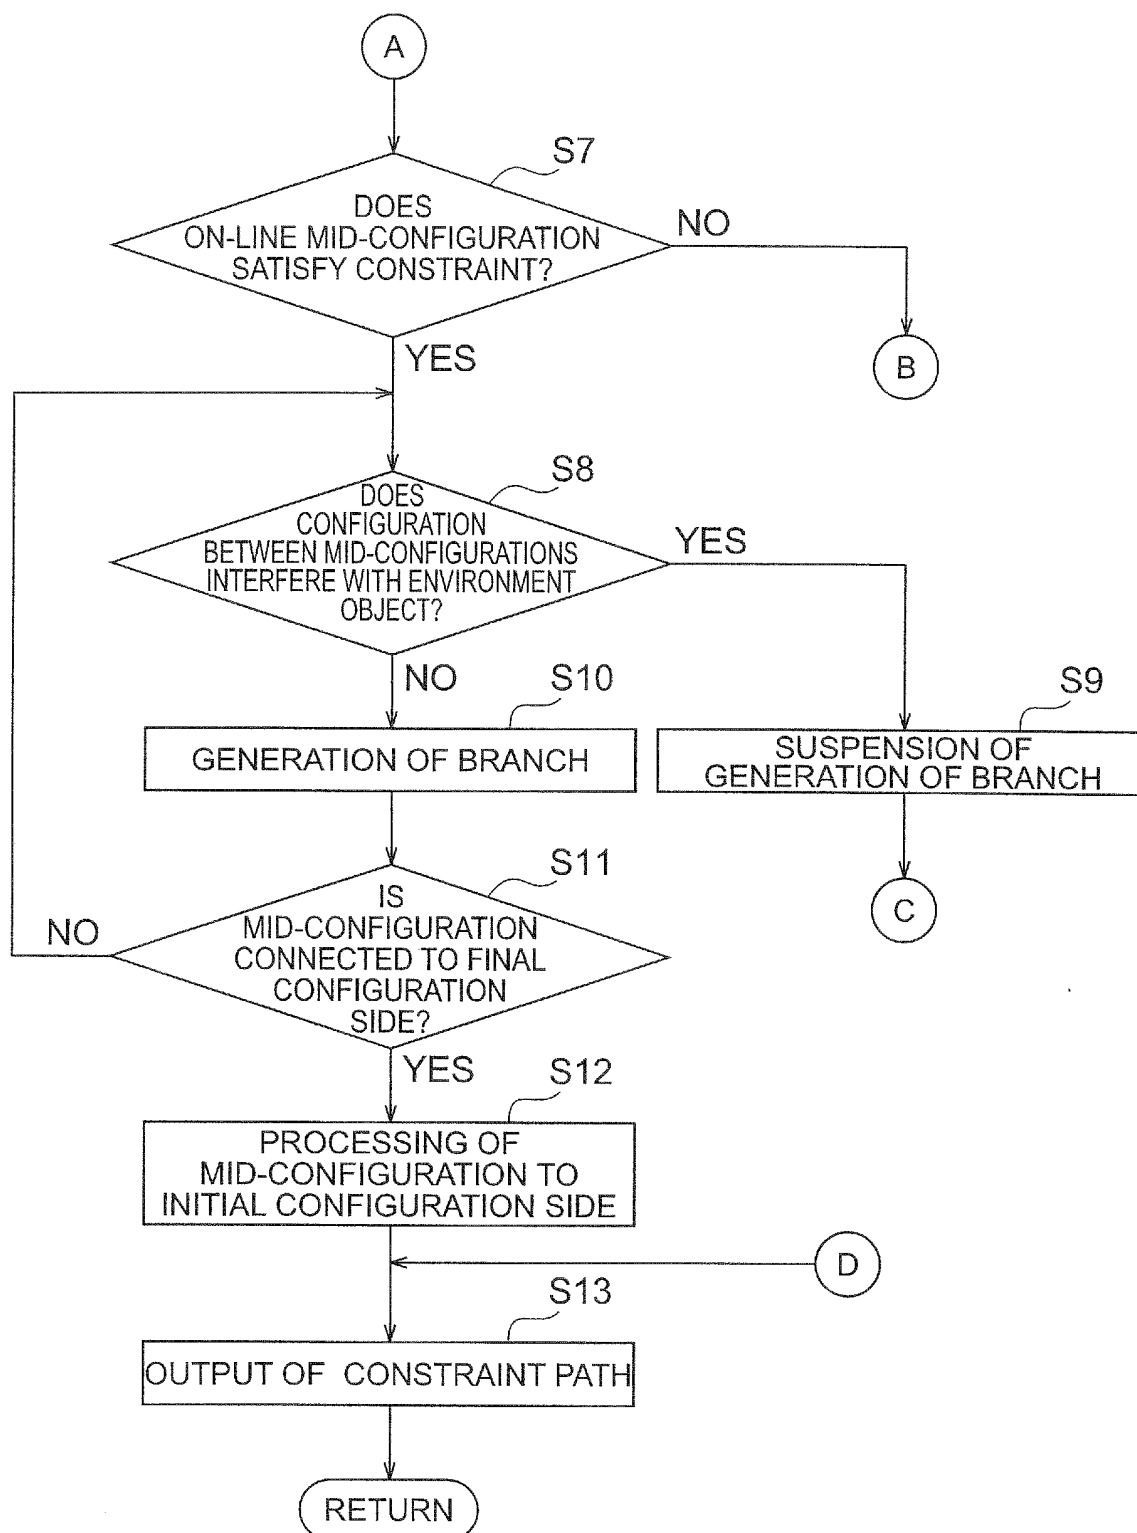 A
S7
DOES
ON-LINE MID-CONFIGURATION
SATISFY CONSTRAINT?
NO
YES
B
S8
DOES
CONFIGURATION
BETWEEN MID-CONFIGURATIONS
INTERFERE WITH ENVIRONMENT
OBJECT?
YES
NO
S10
GENERATION OF BRANCH
S9
SUSPENSION OF
GENERATION OF BRANCH
S11
IS
MID-CONFIGURATION
CONNECTED TO FINAL
CONFIGURATION
SIDE?
NO
C
YES
S12
PROCESSING OF
MID-CONFIGURATION TO
INITIAL CONFIGURATION SIDE
D
S13
OUTPUT OF CONSTRAINT PATH
RETURN